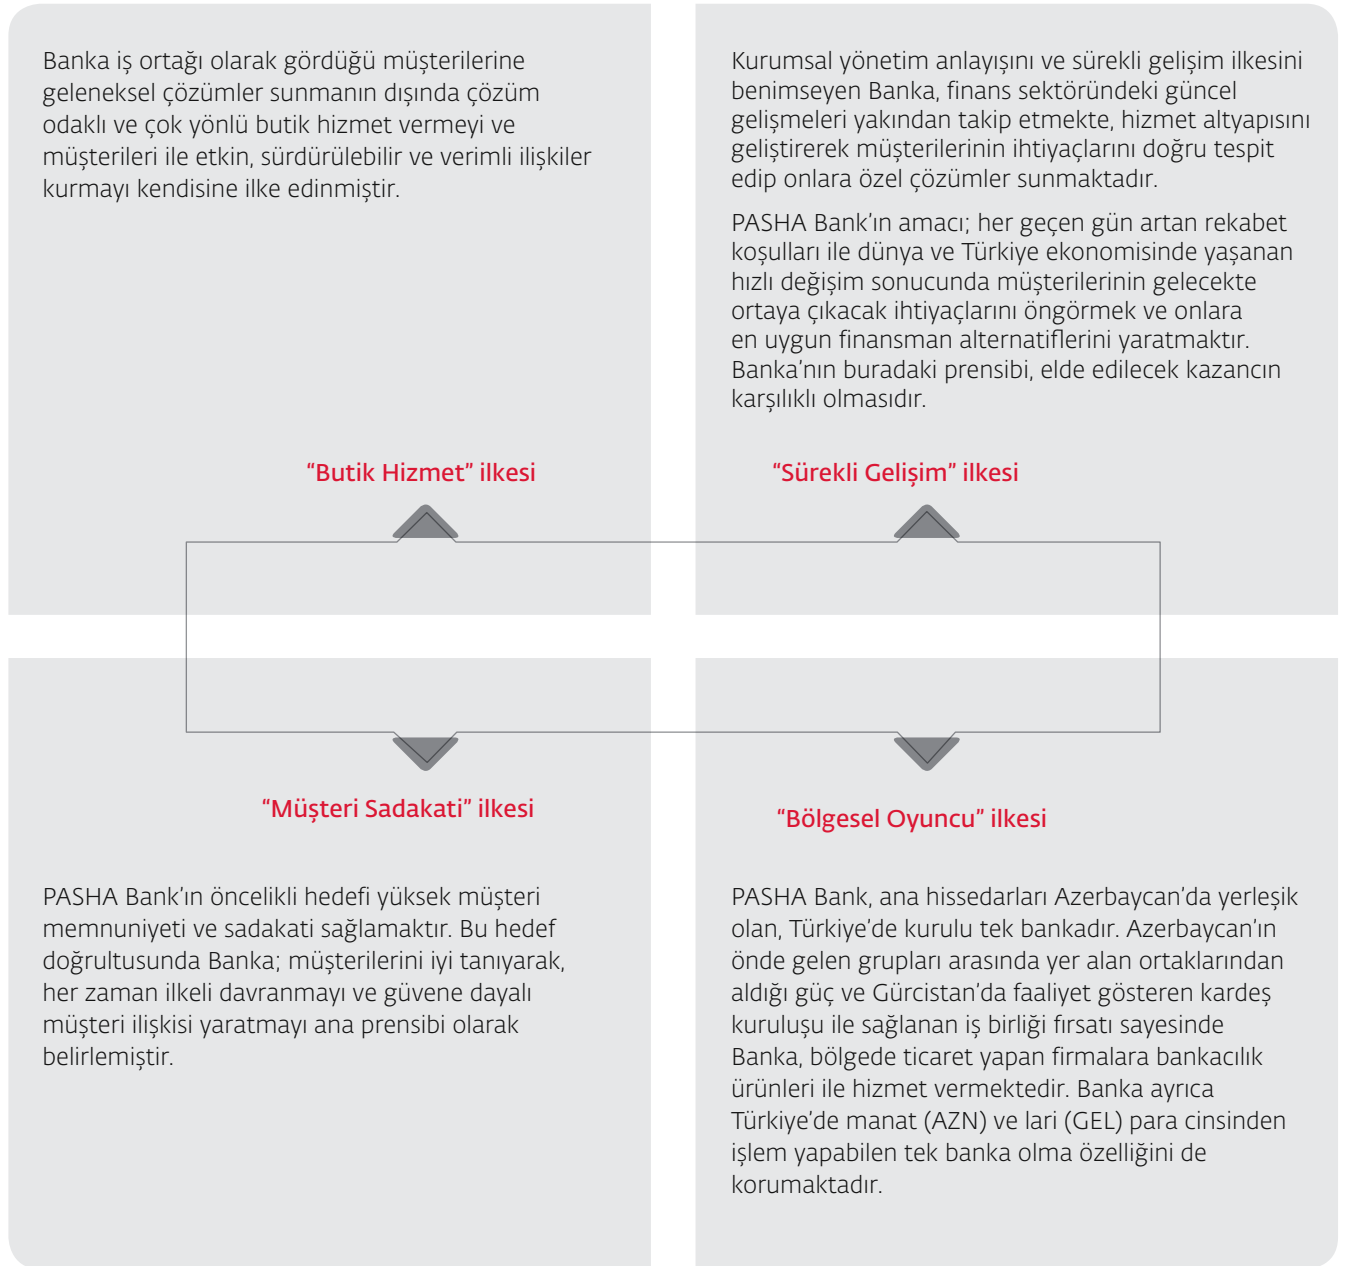 Banka iş ortağı olarak gördüğü müşterilerine
geleneksel çözümler sunmanın dışında çözüm
odaklı ve çok yönlü butik hizmet vermeyi ve
müşterileri ile etkin, sürdürülebilir ve verimli ilişkiler
kurmayı kendisine ilke edinmiştir.
“Butik Hizmet” ilkesi
Kurumsal yönetim anlayışını ve sürekli gelişim ilkesini
benimseyen Banka, finans sektöründeki güncel
gelişmeleri yakından takip etmekte, hizmet altyapısını
geliştirerek müşterilerinin ihtiyaçlarını doğru tespit
edip onlara özel çözümler sunmaktadır.
PASHA Bank’ın amacı; her geçen gün artan rekabet
koşulları ile dünya ve Türkiye ekonomisinde yaşanan
hızlı değişim sonucunda müşterilerinin gelecekte
ortaya çıkacak ihtiyaçlarını öngörmek ve onlara
en uygun finansman alternatiflerini yaratmaktır.
Banka’nın buradaki prensibi, elde edilecek kazancın
karşılıklı olmasıdır.
“Sürekli Gelişim” ilkesi
“Müşteri Sadakati” ilkesi
PASHA Bank’ın öncelikli hedefi yüksek müşteri
memnuniyeti ve sadakati sağlamaktır. Bu hedef
doğrultusunda Banka; müşterilerini iyi tanıyarak,
her zaman ilkeli davranmayı ve güvene dayalı
müşteri ilişkisi yaratmayı ana prensibi olarak
belirlemiştir.
“Bölgesel Oyuncu” ilkesi
PASHA Bank, ana hissedarları Azerbaycan’da yerleşik
olan, Türkiye’de kurulu tek bankadır. Azerbaycan’ın
önde gelen grupları arasında yer alan ortaklarından
aldığı güç ve Gürcistan’da faaliyet gösteren kardeş
kuruluşu ile sağlanan iş birliği fırsatı sayesinde
Banka, bölgede ticaret yapan firmalara bankacılık
ürünleri ile hizmet vermektedir. Banka ayrıca
Türkiye’de manat (AZN) ve lari (GEL) para cinsinden
işlem yapabilen tek banka olma özelliğini de
korumaktadır.